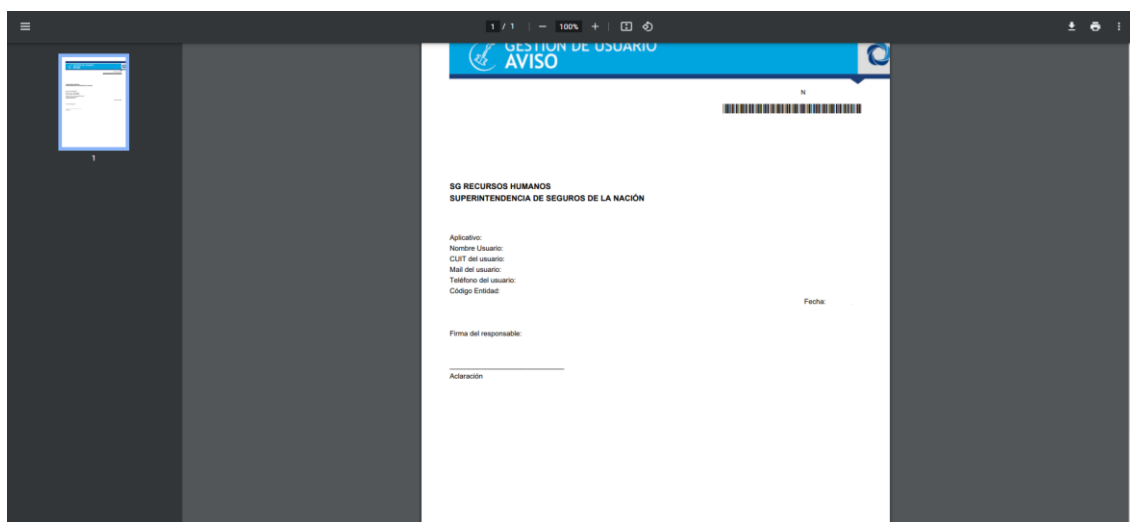 1 / 1
100%
1
GESTIÓN DE USUARIO
AVISO
N
SG RECURSOS HUMANOS
SUPERINTENDENCIA DE SEGUROS DE LA NACIÓN
Aplicativo:
Nombre Usuario:
CUIT del usuario:
Mail del usuario:
Teléfono del usuario:
Código Entidad:
Fecha:
Firma del responsable:
Aclaración